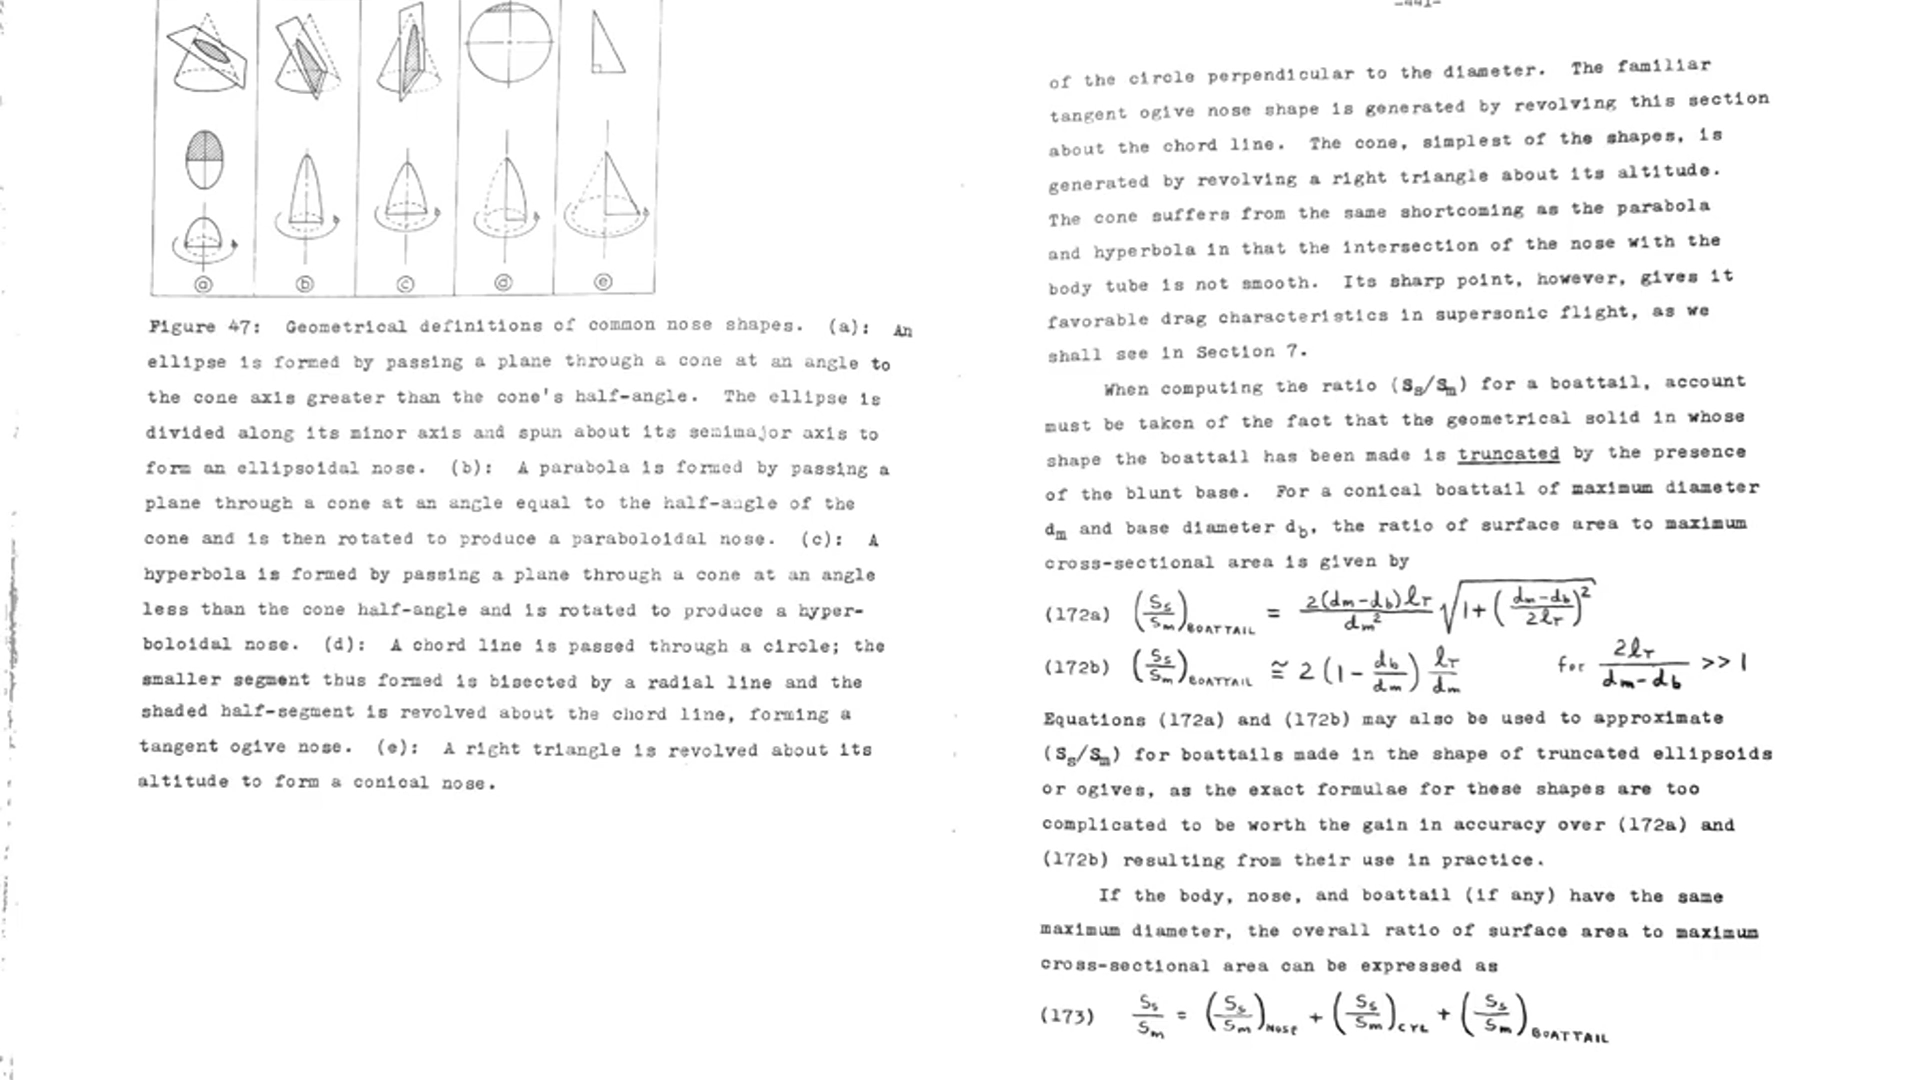 ⓐ ⓑ ⓒ ⓓ ⓔ
Figure 47: Geometrical definitions of common nose shapes. (a): An
ellipse is formed by passing a plane through a cone at an angle to
the cone axis greater than the cone's half-angle. The ellipse is
divided along its minor axis and spun about its semimajor axis to
form an ellipsoidal nose. (b): A parabola is formed by passing a
plane through a cone at an angle equal to the half-angle of the
cone and is then rotated to produce a paraboloidal nose. (c): A
hyperbola is formed by passing a plane through a cone at an angle
less than the cone half-angle and is rotated to produce a hyper-
boloidal nose. (d): A chord line is passed through a circle; the
smaller segment thus formed is bisected by a radial line and the
shaded half-segment is revolved about the chord line, forming a
tangent ogive nose. (e): A right triangle is revolved about its
altitude to form a conical nose.
-441-
of the circle perpendicular to the diameter. The familiar
tangent ogive nose shape is generated by revolving this section
about the chord line. The cone, simplest of the shapes, is
generated by revolving a right triangle about its altitude.
The cone suffers from the same shortcoming as the parabola
and hyperbola in that the intersection of the nose with the
body tube is not smooth. Its sharp point, however, gives it
favorable drag characteristics in supersonic flight, as we
shall see in Section 7.
When computing the ratio (Ss/Sm) for a boattail, account
must be taken of the fact that the geometrical solid in whose
shape the boattail has been made is truncated by the presence
of the blunt base. For a conical boattail of maximum diameter
dm and base diameter db, the ratio of surface area to maximum
cross-sectional area is given by
(172a) (Ss/Sm)BOATTAIL = 2(dm-db)lr/dm² √(1+((dm-db)/2lr)²)
(172b) (Ss/Sm)BOATTAIL ≅ 2(1-db/dm) lr/dm for 2lr/(dm-db) >> 1
Equations (172a) and (172b) may also be used to approximate
(Ss/Sm) for boattails made in the shape of truncated ellipsoids
or ogives, as the exact formulae for these shapes are too
complicated to be worth the gain in accuracy over (172a) and
(172b) resulting from their use in practice.
If the body, nose, and boattail (if any) have the same
maximum diameter, the overall ratio of surface area to maximum
cross-sectional area can be expressed as
(173) Ss/Sm = (Ss/Sm)NOSE + (Ss/Sm)CYL + (Ss/Sm)BOATTAIL